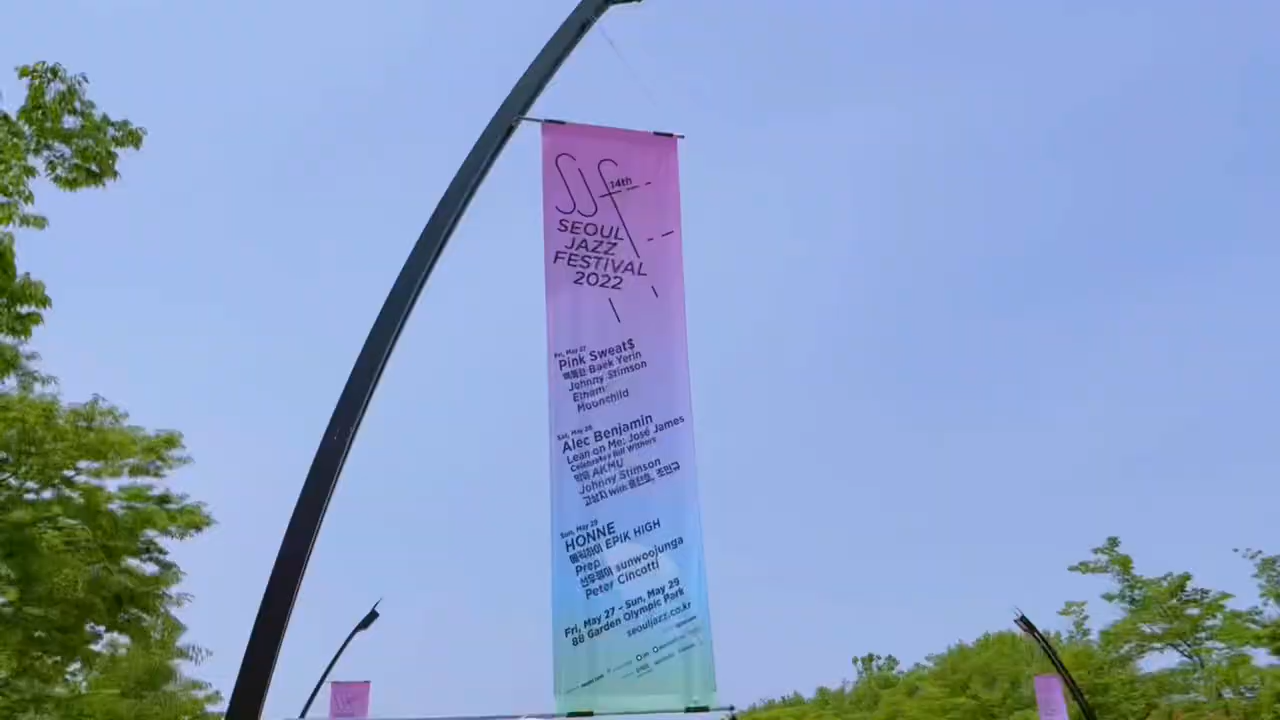 SJF
14th
SEOUL
JAZZ
FESTIVAL
2022
Fri, May 27
Pink Sweat$
백예린 Baek Yerin
Johnny Stimson
Elham
Moonchild
Sat, May 28
Alec Benjamin
Lean on Me: José James
Celebrates Bill Withers
악뮤 AKMU
Johnny Stimson
고상지 With 윤석철, 조민규
Sun, May 29
HONNE
에픽하이 EPIK HIGH
Prep
선우정아 sunwoojunga
Peter Cincotti
Fri, May 27 - Sun, May 29
88 Garden Olympic Park
seouljazz.co.kr